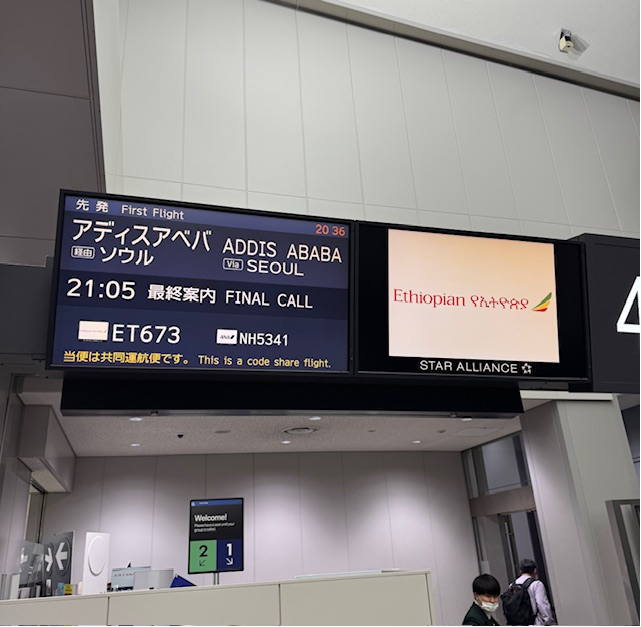 先 発 First Flight
20 36
アディスアベバ ADDIS ABABA
経由 ソウル Via SEOUL
21:05 最終案内 FINAL CALL
ET673 ANA NH5341
当便は共同運航便です。 This is a code share flight.
Ethiopian የኢትዮጵያ
STAR ALLIANCE
4
Welcome!
2 1